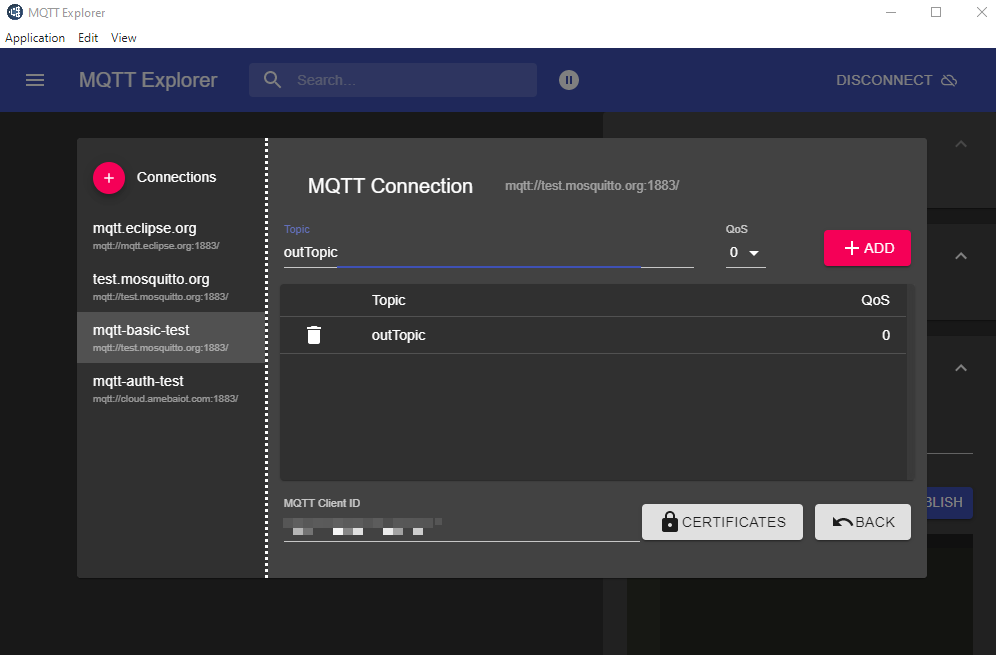 MQTT Explorer
Application Edit View
MQTT Explorer
Search...
DISCONNECT
Connections
mqtt.eclipse.org
mqtt://mqtt.eclipse.org:1883/
test.mosquitto.org
mqtt://test.mosquitto.org:1883/
mqtt-basic-test
mqtt://test.mosquitto.org:1883/
mqtt-auth-test
mqtt://cloud.amebaiot.com:1883/
MQTT Connection mqtt://test.mosquitto.org:1883/
Topic QoS
outTopic 0
ADD
Topic QoS
outTopic 0
MQTT Client ID
CERTIFICATES
BACK
BLISH